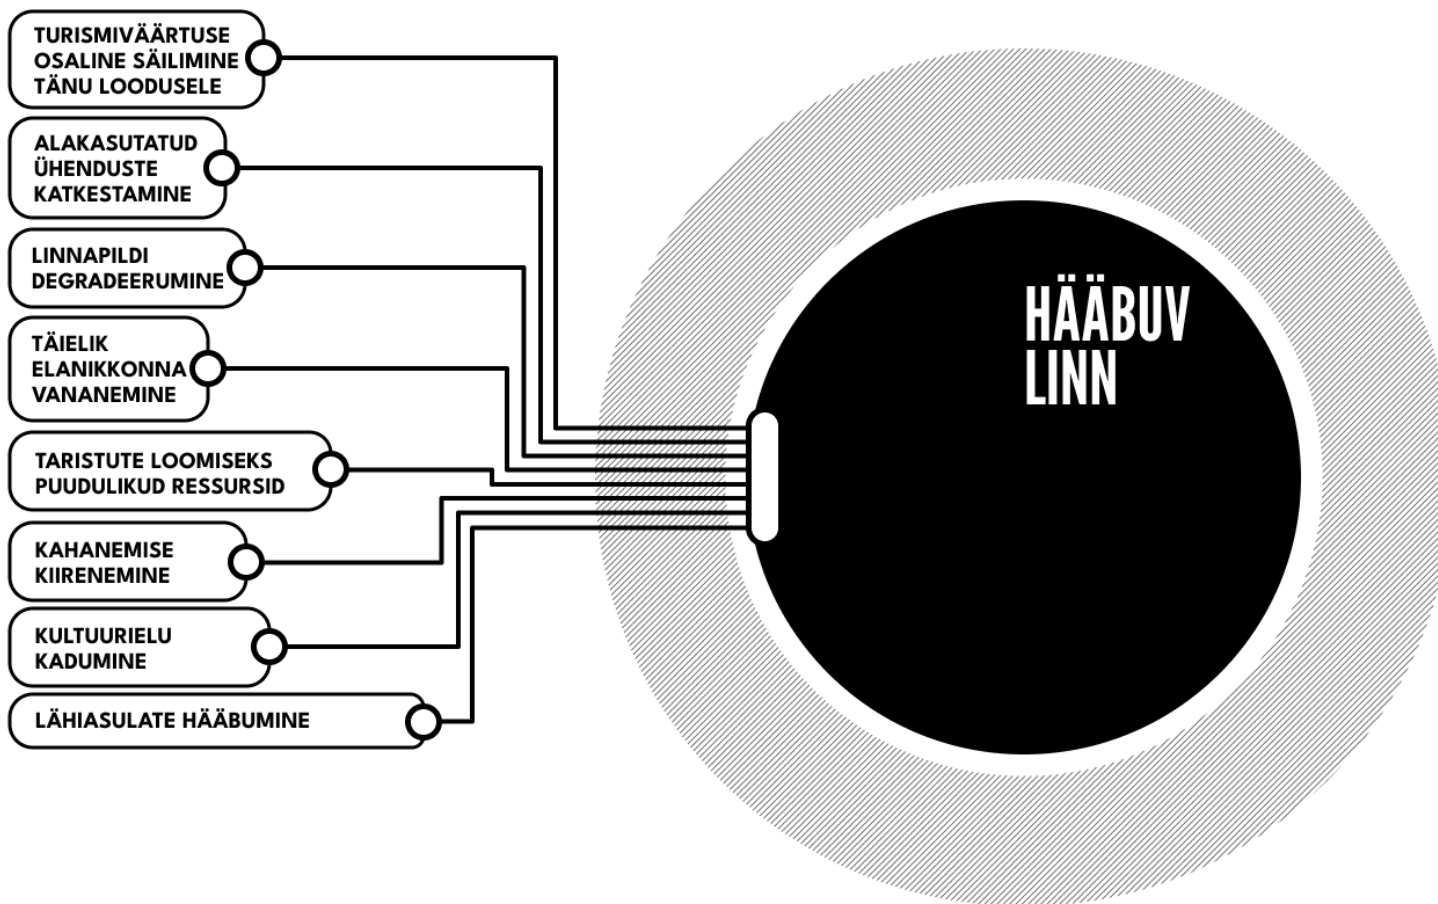 TURISMIVÄÄRTUSE
OSALINE SÄILIMINE
TÄNU LOODUSELE
ALAKASUTATUD
ÜHENDUSTE
KATKESTAMINE
LINNAPILDI
DEGRADEERUMINE
TÄIELIK
ELANIKKONNA
VANANEMINE
TARISTUTE LOOMISEKS
PUUDULIKUD RESSURSID
KAHANEMISE
KIIRENEMINE
KULTUURIELU
KADUMINE
LÄHIASULATE HÄÄBUMINE
HÄÄBUV
LINN